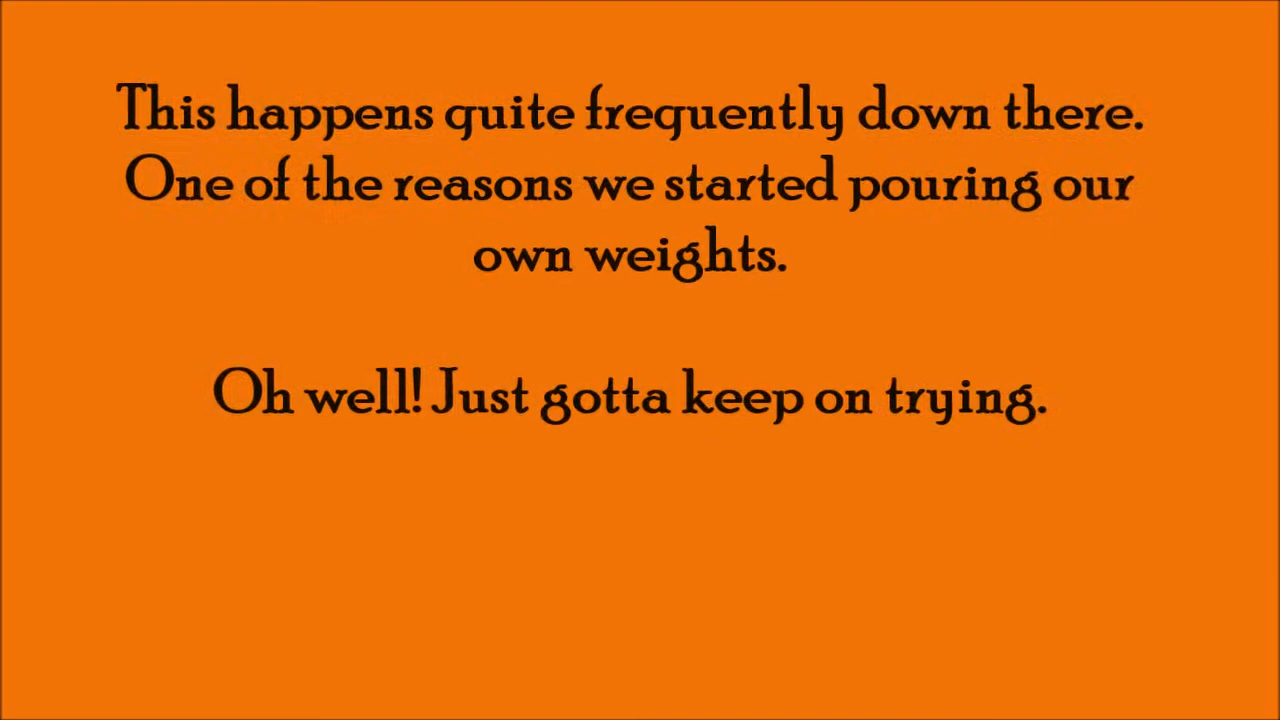 This happens quite frequently down there.
One of the reasons we started pouring our
own weights.
Oh well! Just gotta keep on trying.